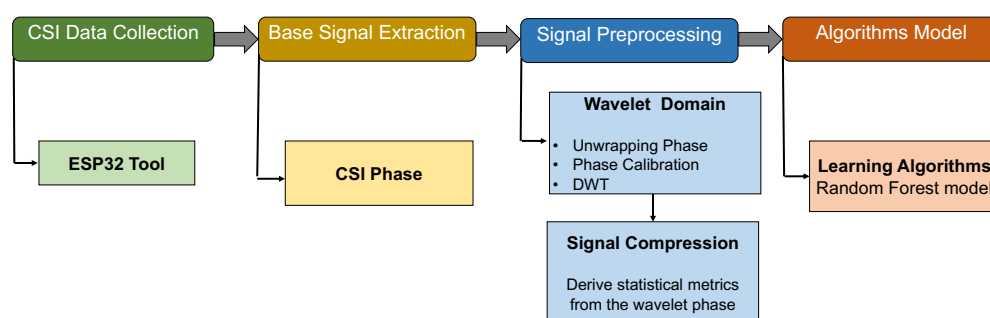 CSI Data Collection
Base Signal Extraction
Signal Preprocessing
Algorithms Model
ESP32 Tool
CSI Phase
Wavelet Domain
• Unwrapping Phase
• Phase Calibration
• DWT
Signal Compression
Derive statistical metrics
from the wavelet phase
Learning Algorithms
Random Forest model